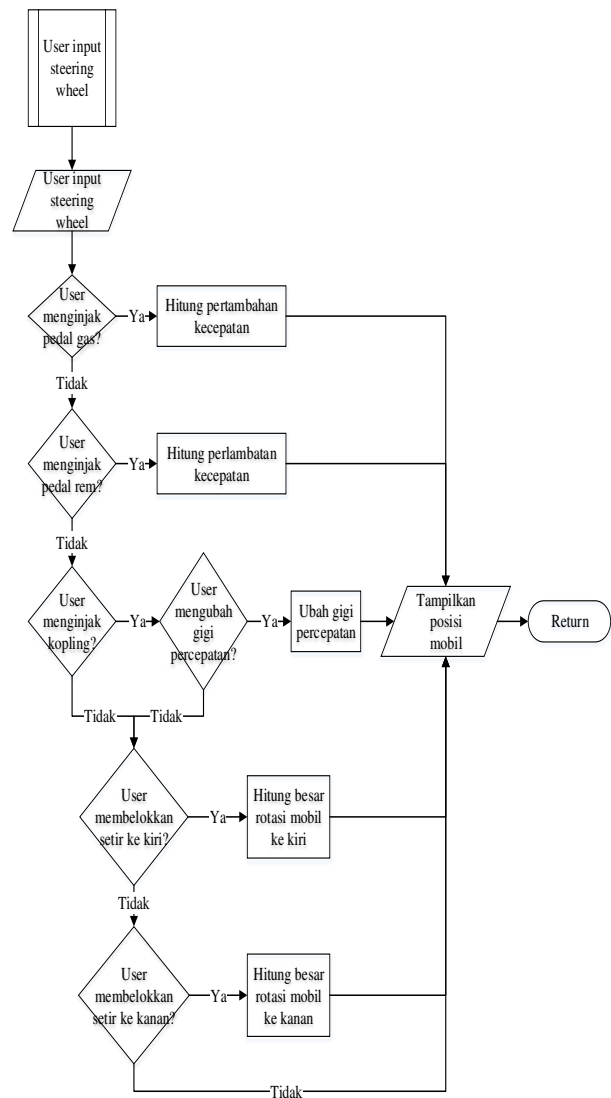 User input
steering
wheel
User input
steering
wheel
User
menginjak
pedal gas?
Ya
Hitung pertambahan
kecepatan
Tidak
User
menginjak
pedal rem?
Ya
Hitung perlambatan
kecepatan
Tidak
User
menginjak
kopling?
Ya
User
mengubah
gigi
percepatan?
Ya
Ubah gigi
percepatan
Tampilkan
posisi
mobil
Return
Tidak
Tidak
User
membelokkan
setir ke kiri?
Ya
Hitung besar
rotasi mobil
ke kiri
Tidak
User
membelokkan
setir ke kanan?
Ya
Hitung besar
rotasi mobil
ke kanan
Tidak